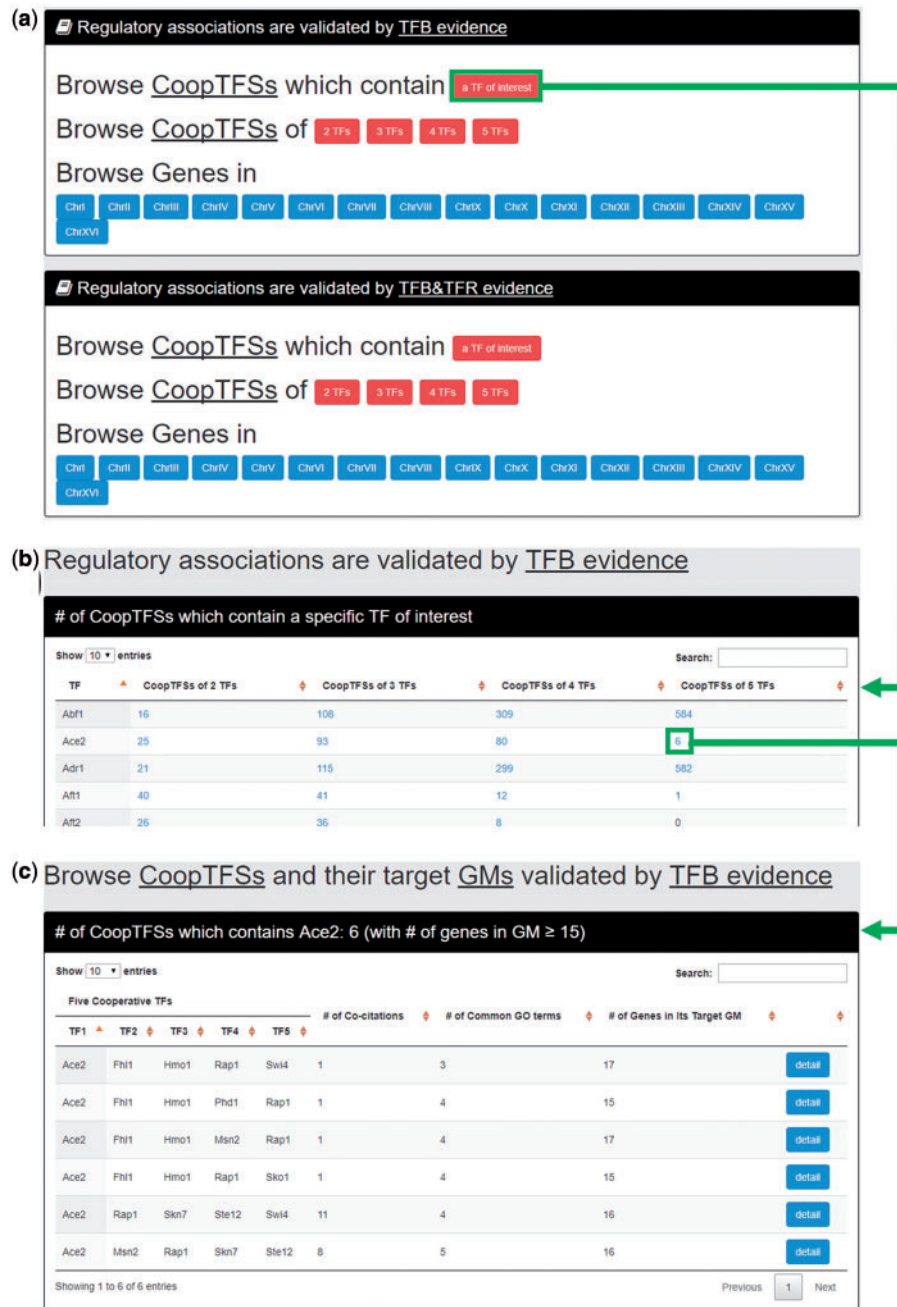 (a)
Regulatory associations are validated by TFB evidence
Browse CoopTFSs which contain a TF of interest
Browse CoopTFSs of 2 TFs 3 TFs 4 TFs 5 TFs
Browse Genes in
ChrI ChrII ChrIII ChrIV ChrV ChrVI ChrVII ChrVIII ChrIX ChrX ChrXI ChrXII ChrXIII ChrXIV ChrXV
ChrXVI
Regulatory associations are validated by TFB&TFR evidence
Browse CoopTFSs which contain a TF of interest
Browse CoopTFSs of 2 TFs 3 TFs 4 TFs 5 TFs
Browse Genes in
ChrI ChrII ChrIII ChrIV ChrV ChrVI ChrVII ChrVIII ChrIX ChrX ChrXI ChrXII ChrXIII ChrXIV ChrXV
ChrXVI
(b) Regulatory associations are validated by TFB evidence
# of CoopTFSs which contain a specific TF of interest
Show 10 entries Search:
TF CoopTFSs of 2 TFs CoopTFSs of 3 TFs CoopTFSs of 4 TFs CoopTFSs of 5 TFs
Abf1 16 108 309 584
Ace2 25 93 80 6
Adr1 21 115 299 582
Aft1 40 41 12 1
Aft2 26 36 8 0
(c) Browse CoopTFSs and their target GMs validated by TFB evidence
# of CoopTFSs which contains Ace2: 6 (with # of genes in GM ≥ 15)
Show 10 entries Search:
Five Cooperative TFs
# of Co-citations # of Common GO terms # of Genes in Its Target GM
TF1 TF2 TF3 TF4 TF5
Ace2 Fhl1 Hmo1 Rap1 Swi4 1 3 17 detail
Ace2 Fhl1 Hmo1 Phd1 Rap1 1 4 15 detail
Ace2 Fhl1 Hmo1 Msn2 Rap1 1 4 17 detail
Ace2 Fhl1 Hmo1 Rap1 Sko1 1 4 15 detail
Ace2 Rap1 Skn7 Ste12 Swi4 11 4 16 detail
Ace2 Msn2 Rap1 Skn7 Ste12 8 5 16 detail
Showing 1 to 6 of 6 entries Previous 1 Next